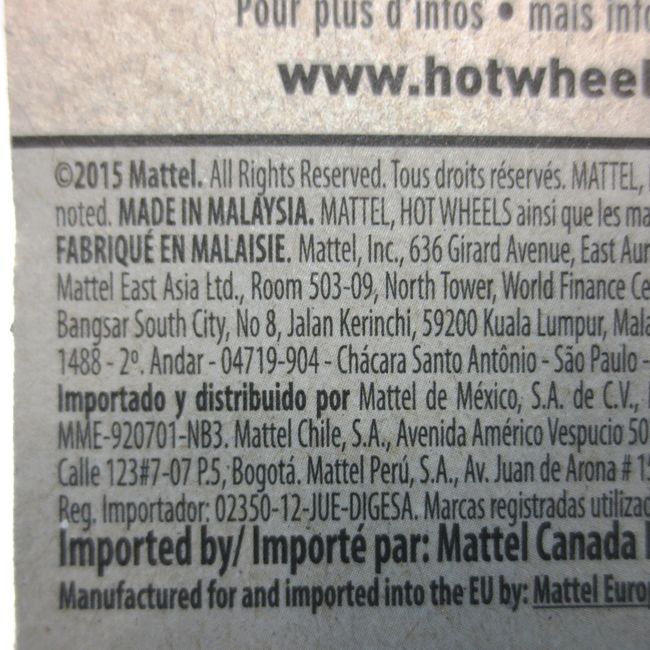 Pour plus d'infos • mais info
www.hotwheel
©2015 Mattel. All Rights Reserved. Tous droits réservés. MATTEL,
noted. MADE IN MALAYSIA. MATTEL, HOT WHEELS ainsi que les ma
FABRIQUÉ EN MALAISIE. Mattel, Inc., 636 Girard Avenue, East Aur
Mattel East Asia Ltd., Room 503-09, North Tower, World Finance Ce
Bangsar South City, No 8, Jalan Kerinchi, 59200 Kuala Lumpur, Mala
1488 - 2º. Andar - 04719-904 - Chácara Santo Antônio - São Paulo -
Importado y distribuido por Mattel de México, S.A. de C.V.,
MME-920701-NB3. Mattel Chile, S.A., Avenida Américo Vespucio 50
Calle 123#7-07 P.5, Bogotá. Mattel Perú, S.A., Av. Juan de Arona # 15
Reg. Importador: 02350-12-JUE-DIGESA. Marcas registradas utilizad
Imported by/ Importé par: Mattel Canada
Manufactured for and imported into the EU by: Mattel Europ